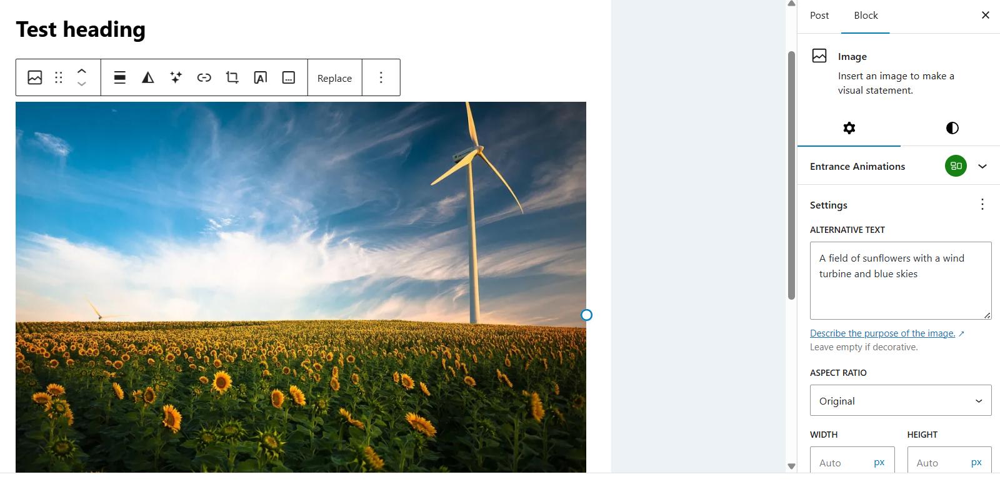 Test heading
Replace
Post
Block
Image
Insert an image to make a
visual statement.
Entrance Animations
Settings
ALTERNATIVE TEXT
A field of sunflowers with a wind
turbine and blue skies
Describe the purpose of the image. ↗
Leave empty if decorative.
ASPECT RATIO
Original
WIDTH
HEIGHT
Auto px
Auto px